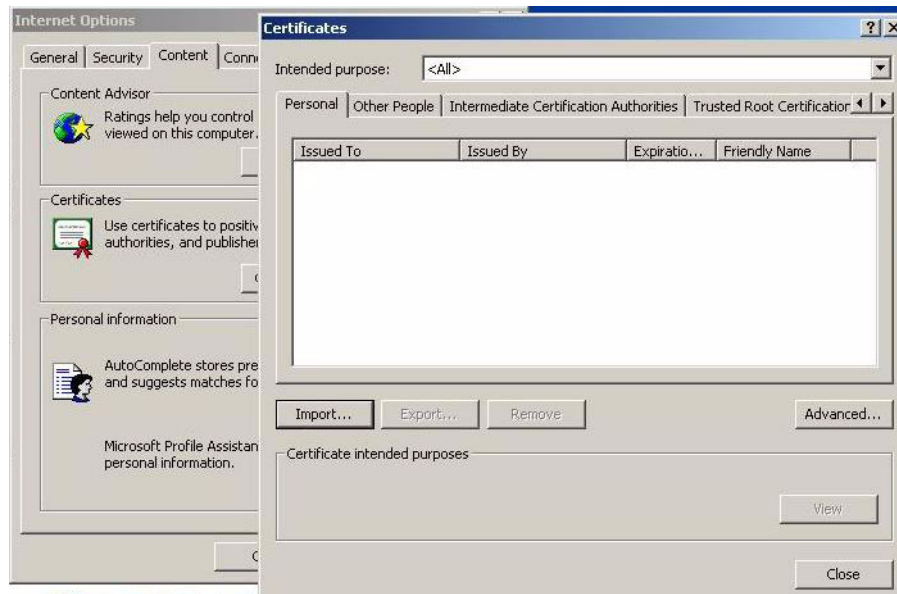 Internet Options
General Security Content Conn
Content Advisor
Ratings help you control
viewed on this computer.
Certificates
Use certificates to positiv
authorities, and publishe
Personal information
AutoComplete stores pre
and suggests matches fo
Microsoft Profile Assistan
personal information.
Certificates
Intended purpose: <All>
Personal Other People Intermediate Certification Authorities Trusted Root Certification
Issued To Issued By Expiratio... Friendly Name
Import... Export... Remove Advanced...
Certificate intended purposes
View
Close